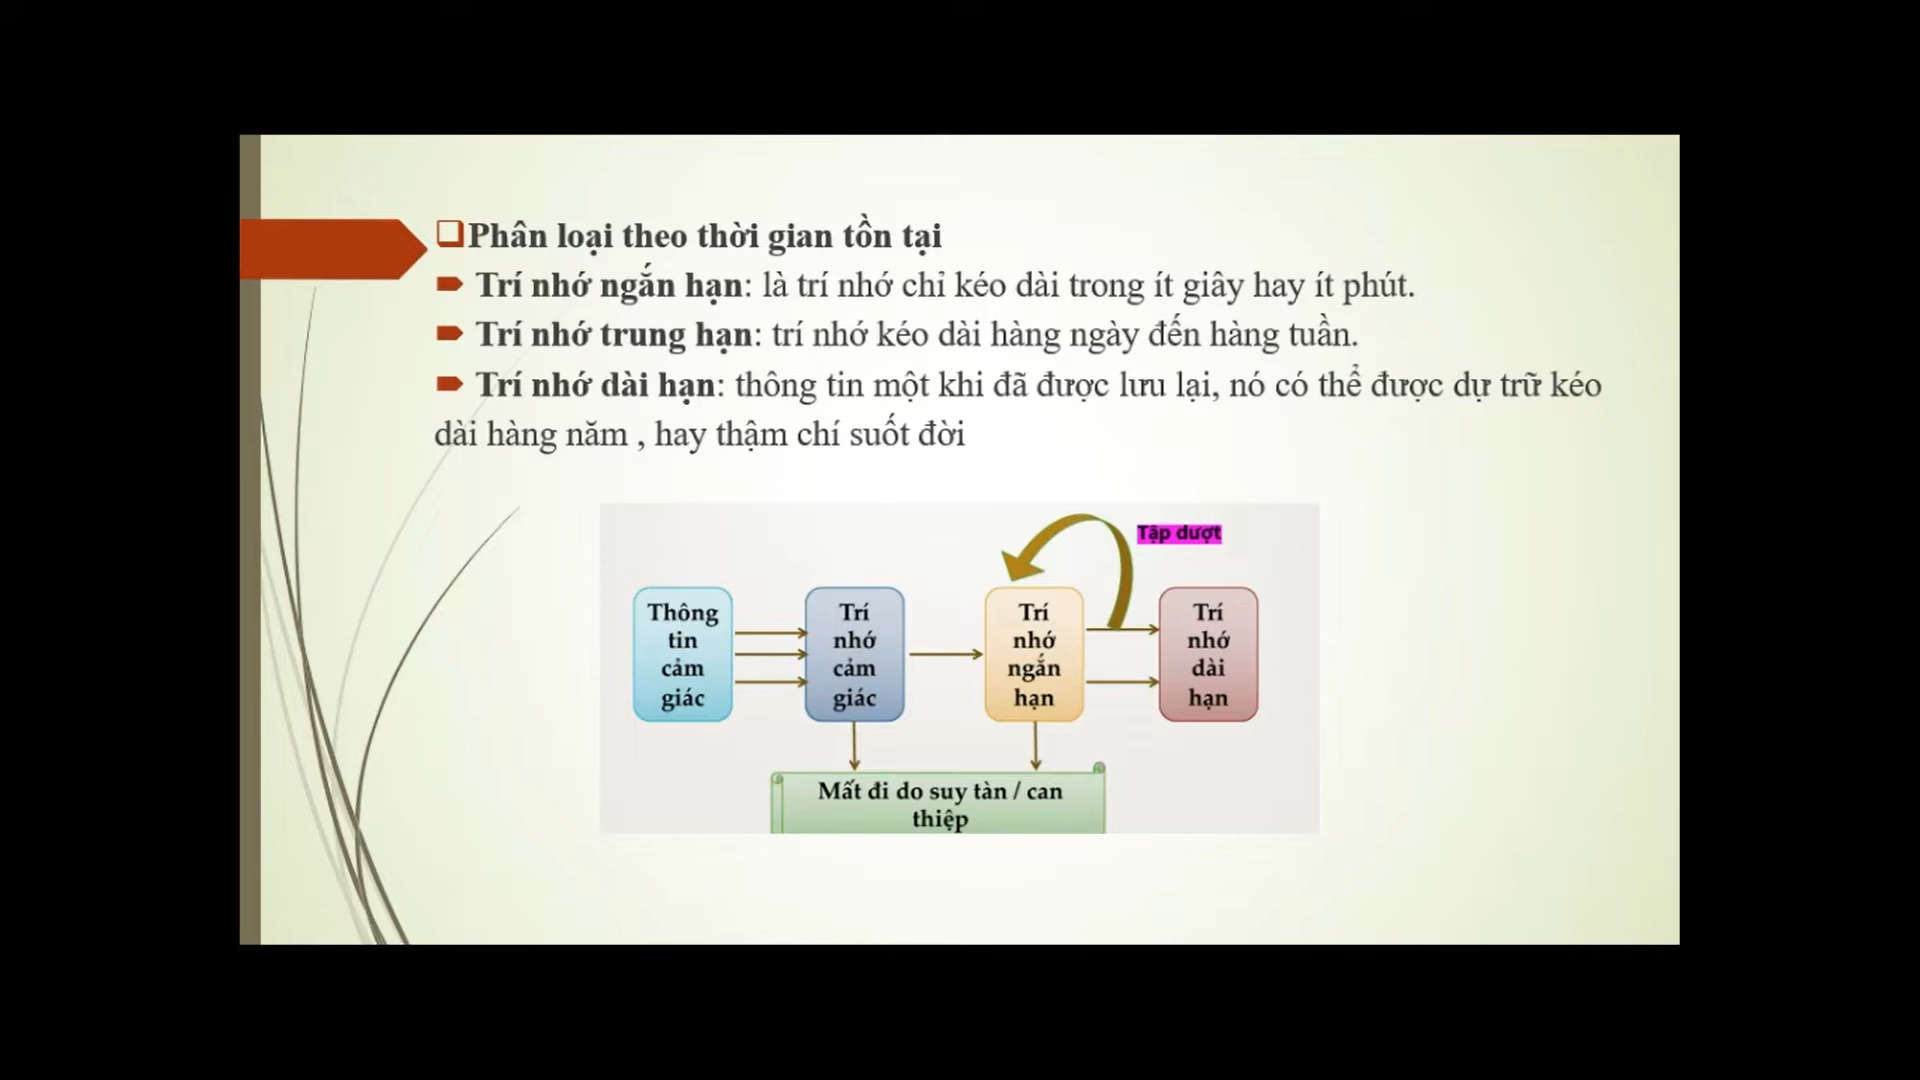 Phân loại theo thời gian tồn tại
Trí nhớ ngắn hạn: là trí nhớ chỉ kéo dài trong ít giây hay ít phút.
Trí nhớ trung hạn: trí nhớ kéo dài hàng ngày đến hàng tuần.
Trí nhớ dài hạn: thông tin một khi đã được lưu lại, nó có thể được dự trữ kéo
dài hàng năm , hay thậm chí suốt đời
Tập dượt
Thông
tin
cảm
giác
Trí
nhớ
cảm
giác
Trí
nhớ
ngắn
hạn
Trí
nhớ
dài
hạn
Mất đi do suy tàn / can
thiệp